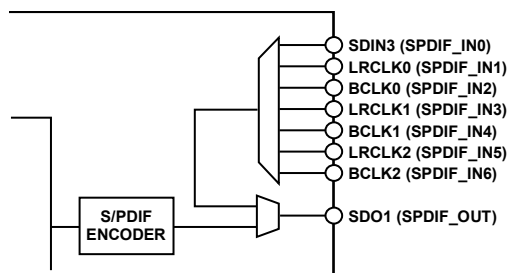 SDIN3 (SPDIF_IN0)
LRCLK0 (SPDIF_IN1)
BCLK0 (SPDIF_IN2)
LRCLK1 (SPDIF_IN3)
BCLK1 (SPDIF_IN4)
LRCLK2 (SPDIF_IN5)
BCLK2 (SPDIF_IN6)
S/PDIF
ENCODER
SDO1 (SPDIF_OUT)